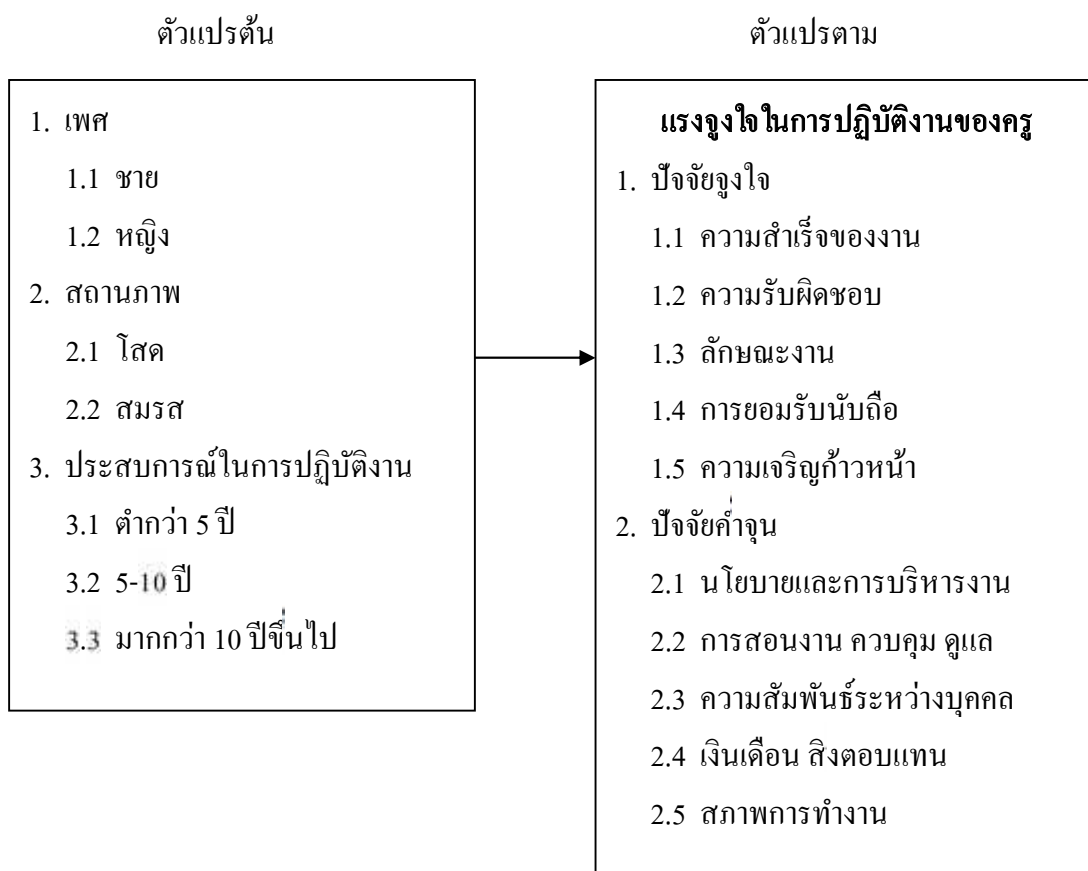 ตัวแปรต้น
1. เพศ
1.1 ชาย
1.2 หญิง
2. สถานภาพ
2.1 โสด
2.2 สมรส
3. ประสบการณ์ในการปฏิบัติงาน
3.1 ตำกว่า 5 ปี
3.2 5-10 ปี
3.3 มากกว่า 10 ปีขึ้นไป
ตัวแปรตาม
แรงจูงใจในการปฏิบัติงานของครู
1. ปัจจัยจูงใจ
1.1 ความสำเร็จของงาน
1.2 ความรับผิดชอบ
1.3 ลักษณะงาน
1.4 การยอมรับนับถือ
1.5 ความเจริญก้าวหน้า
2. ปัจจัยค้ำจุน
2.1 นโยบายและการบริหารงาน
2.2 การสอนงาน ควบคุม ดูแล
2.3 ความสัมพันธ์ระหว่างบุคคล
2.4 เงินเดือน สิงตอบแทน
2.5 สภาพการทำงาน